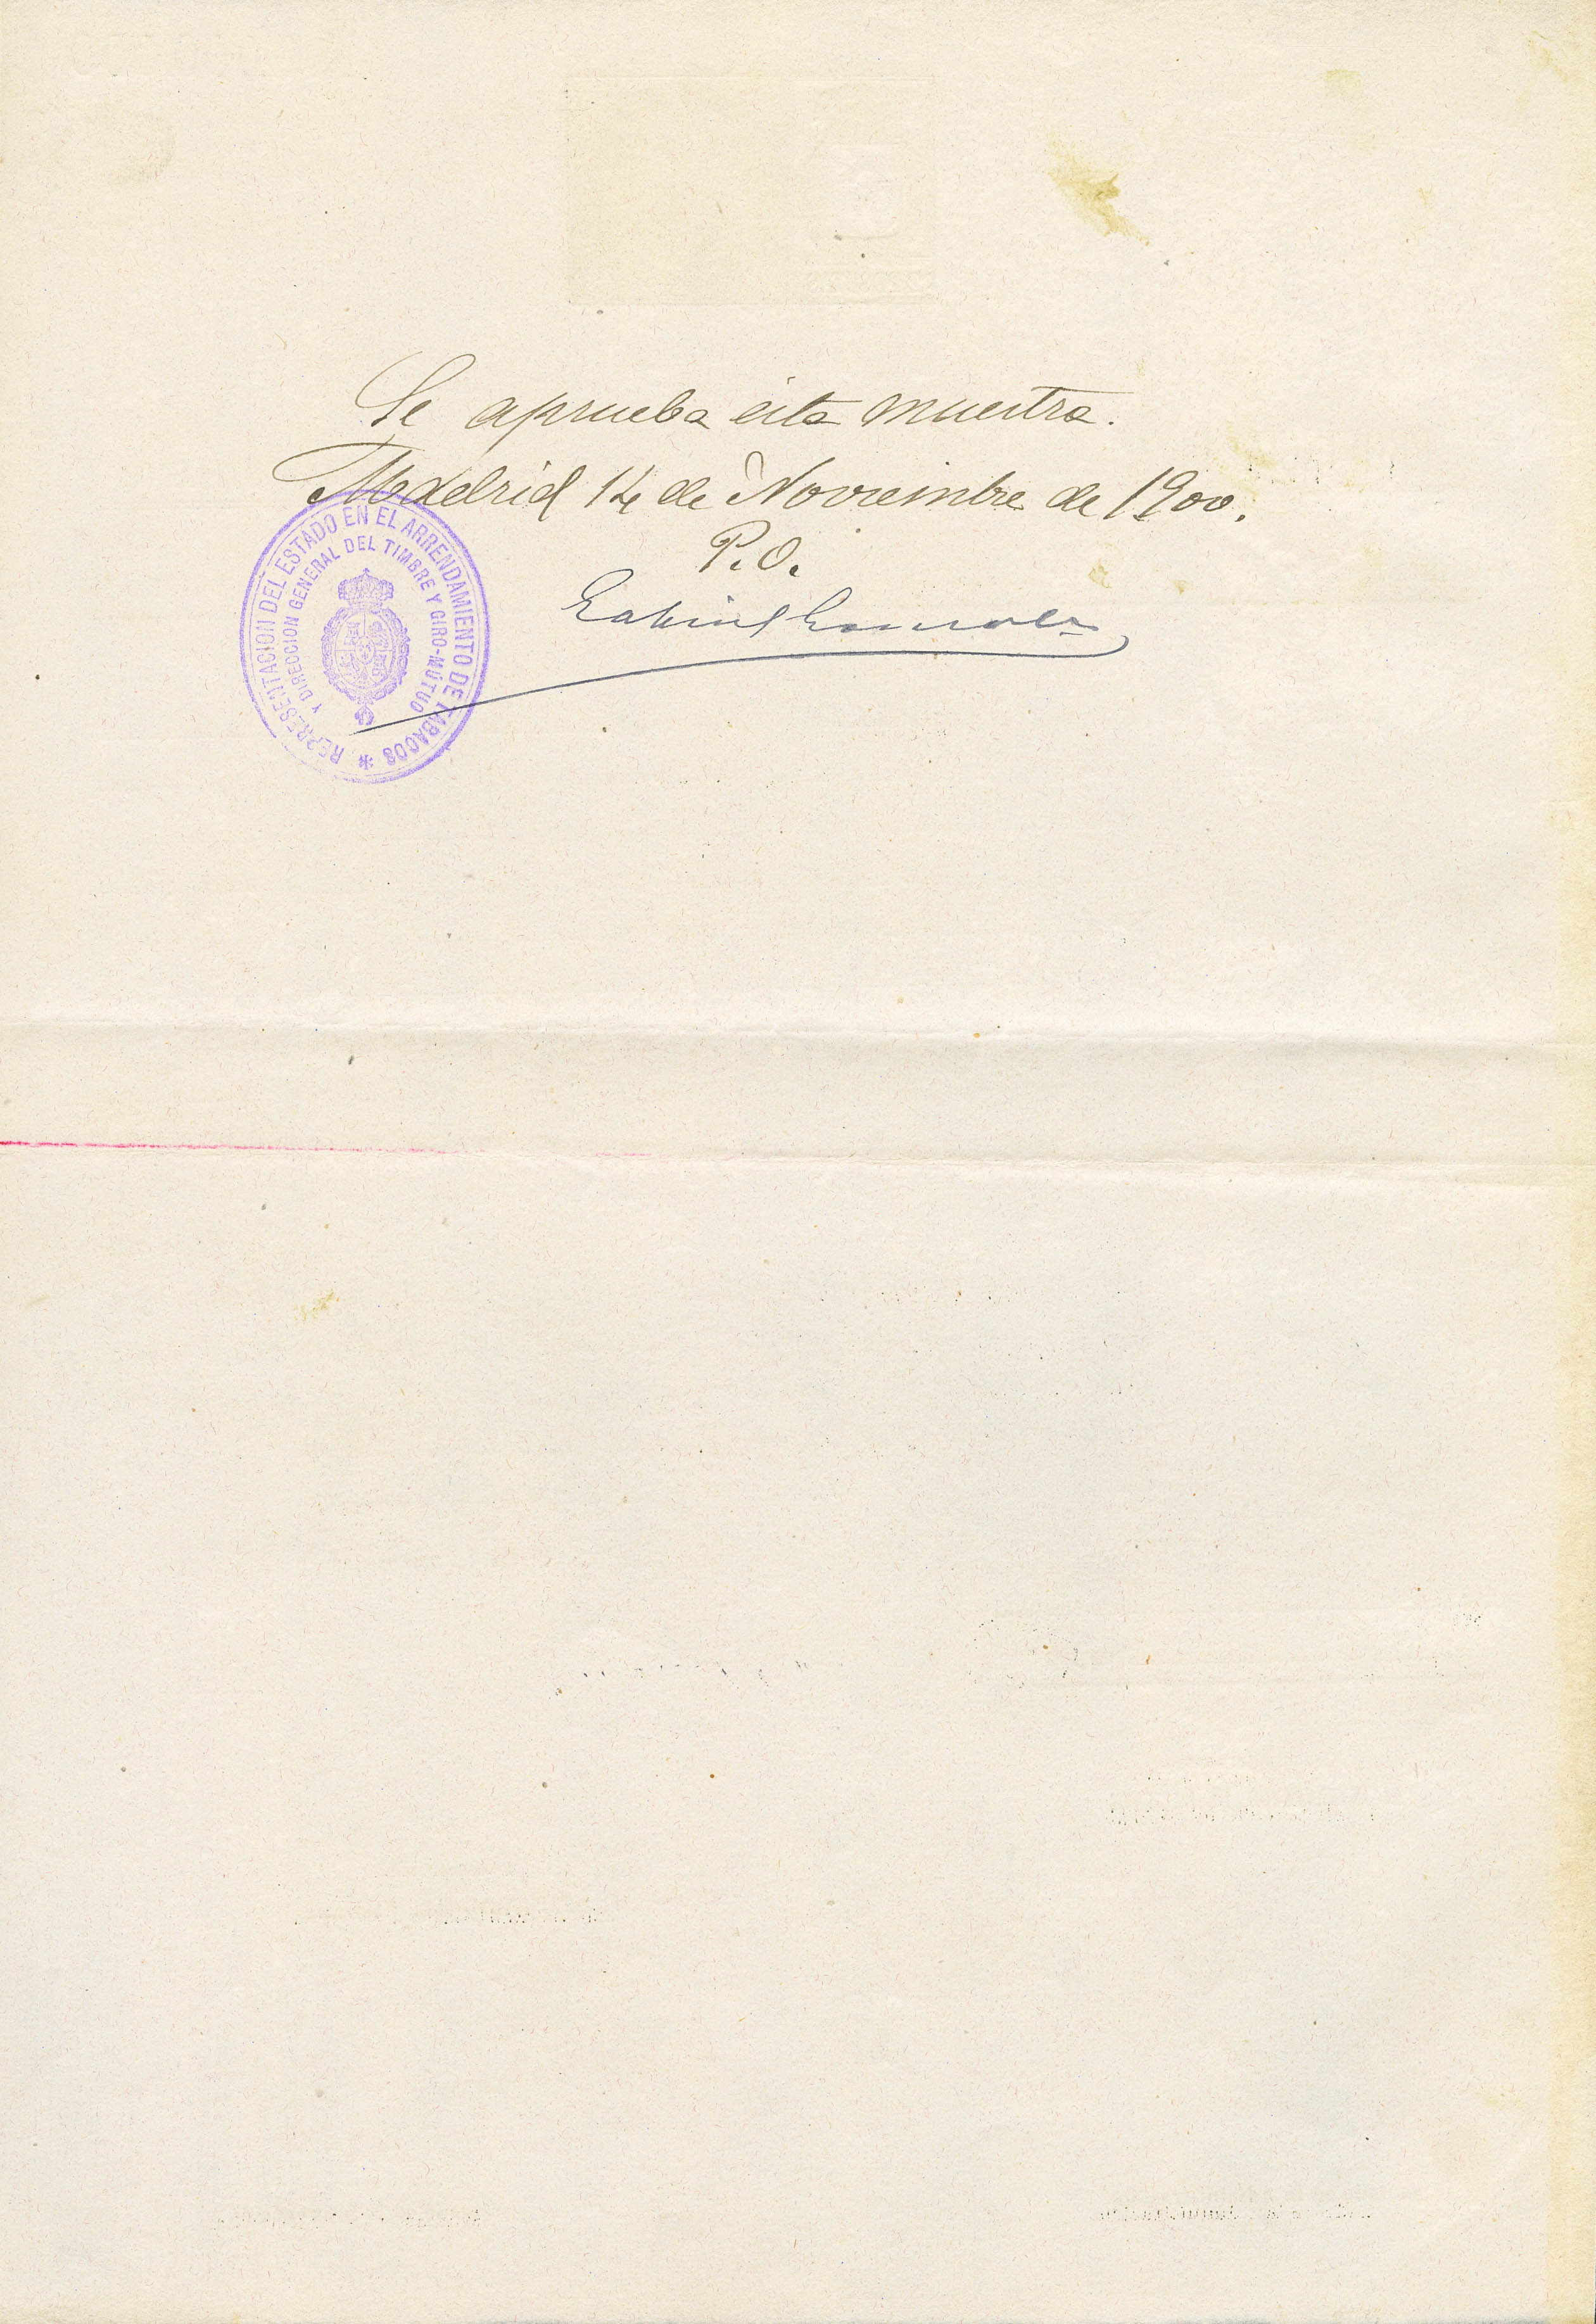 Se aprueba esta muestra.
Madrid 14 de Noviembre de 1900.
P.O.
REPRESENTACION DEL ESTADO EN EL ARRENDAMIENTO DE TABACOS
Y DIRECCION GENERAL DEL TIMBRE Y GIRO-MUTUO